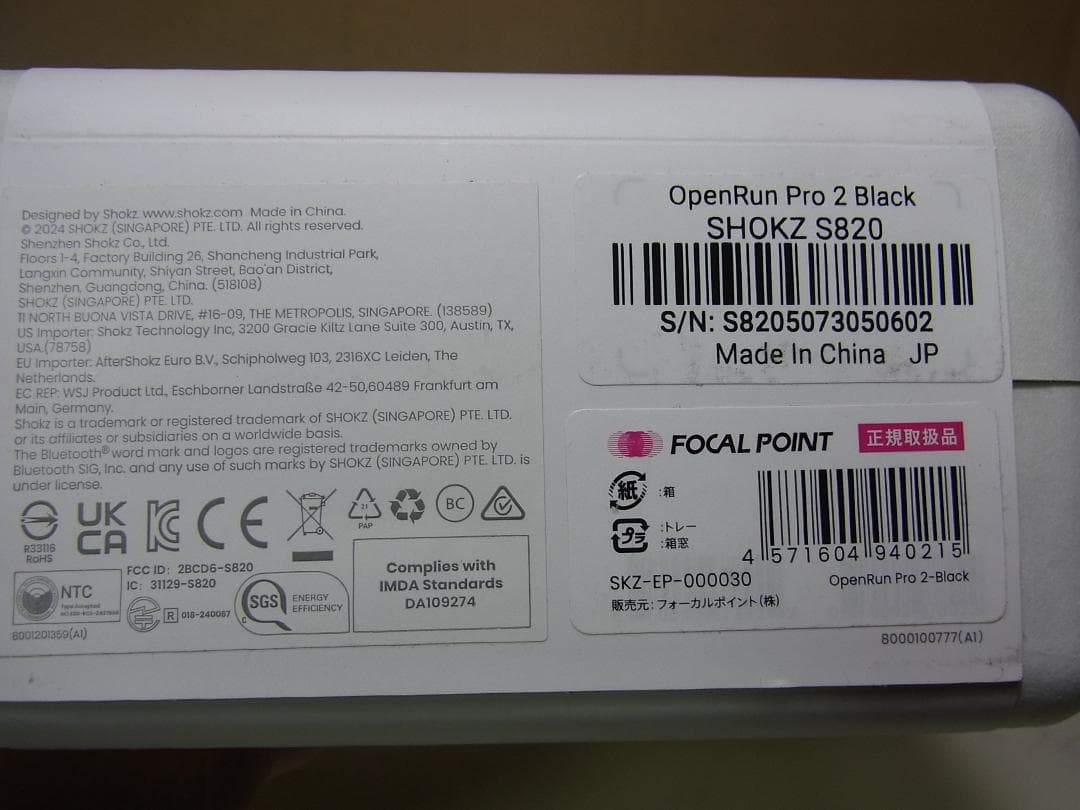 Designed by Shokz. www.shokz.com Made in China.
© 2024 SHOKZ (SINGAPORE) PTE. LTD. All rights reserved.
Shenzhen Shokz Co., Ltd.
Floors 1-4, Factory Building 26, Shancheng Industrial Park,
Langxin Community, Shiyan Street, Bao'an District,
Shenzhen, Guangdong, China. (518108)
SHOKZ (SINGAPORE) PTE. LTD.
11 NORTH BUONA VISTA DRIVE, #16-09, THE METROPOLIS, SINGAPORE. (138589)
US Importer: Shokz Technology Inc, 3200 Gracie Kiltz Lane Suite 300, Austin, TX,
USA.(78758)
EU Importer: AfterShokz Euro B.V., Schipholweg 103, 2316XC Leiden, The
Netherlands.
EC REP: WSJ Product Ltd., Eschborner Landstraße 42-50,60489 Frankfurt am
Main, Germany.
Shokz is a trademark or registered trademark of SHOKZ (SINGAPORE) PTE. LTD.
or its affiliates or subsidiaries on a worldwide basis.
The Bluetooth® word mark and logos are registered trademarks owned by
Bluetooth SIG, Inc. and any use of such marks by SHOKZ (SINGAPORE) PTE. LTD. is
under license.
R33116
RoHS
UK
CA
CE
21
PAP
BC
NTC
Type Accepted
FCC ID: 2BCD6-S820
IC: 31129-S820
R 018-240067
SGS
ENERGY
EFFICIENCY
Complies with
IMDA Standards
DA109274
8001201359(A1)
OpenRun Pro 2 Black
SHOKZ S820
S/N: S8205073050602
Made In China JP
FOCAL POINT
正規取扱品
紙
:箱
プラ
:トレー
:箱窓
4 571604 940215
SKZ-EP-000030
OpenRun Pro 2-Black
販売元:フォーカルポイント(株)
8000100777(A1)